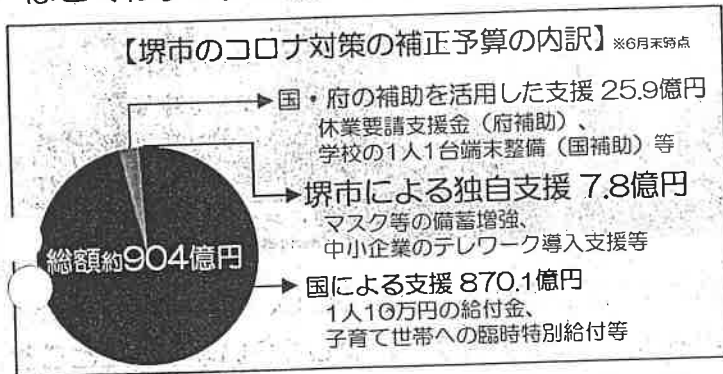 【堺市のコロナ対策の補正予算の内訳】※6月末時点
国・府の補助を活用した支援 25.9億円
休業要請支援金（府補助）、
学校の1人1台端末整備（国補助）等
堺市による独自支援 7.8億円
マスク等の備蓄増強、
中小企業のテレワーク導入支援等
総額約904億円
国による支援 870.1億円
1人10万円の給付金、
子育て世帯への臨時特別給付等